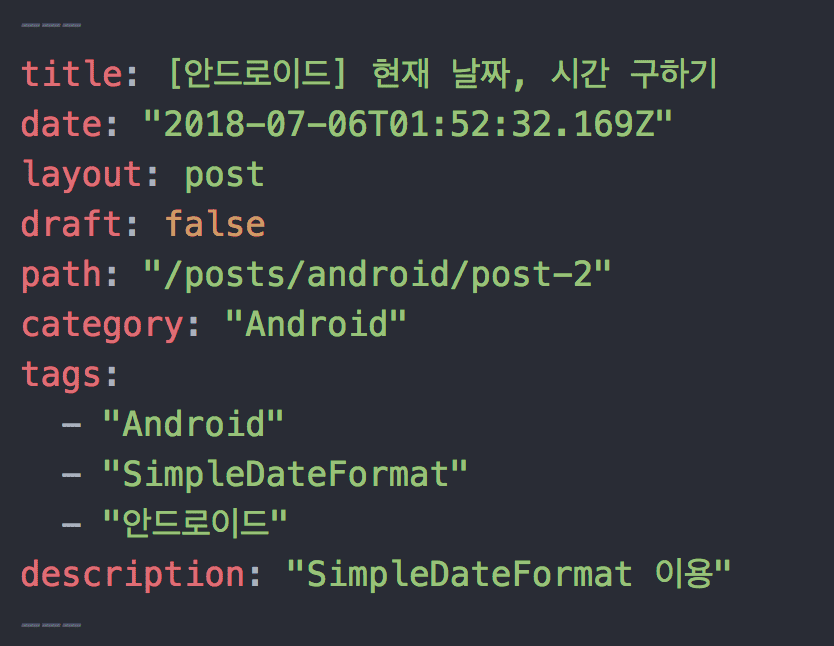 ---
title: [안드로이드] 현재 날짜, 시간 구하기
date: "2018-07-06T01:52:32.169Z"
layout: post
draft: false
path: "/posts/android/post-2"
category: "Android"
tags:
  - "Android"
  - "SimpleDateFormat"
  - "안드로이드"
description: "SimpleDateFormat 이용"
---